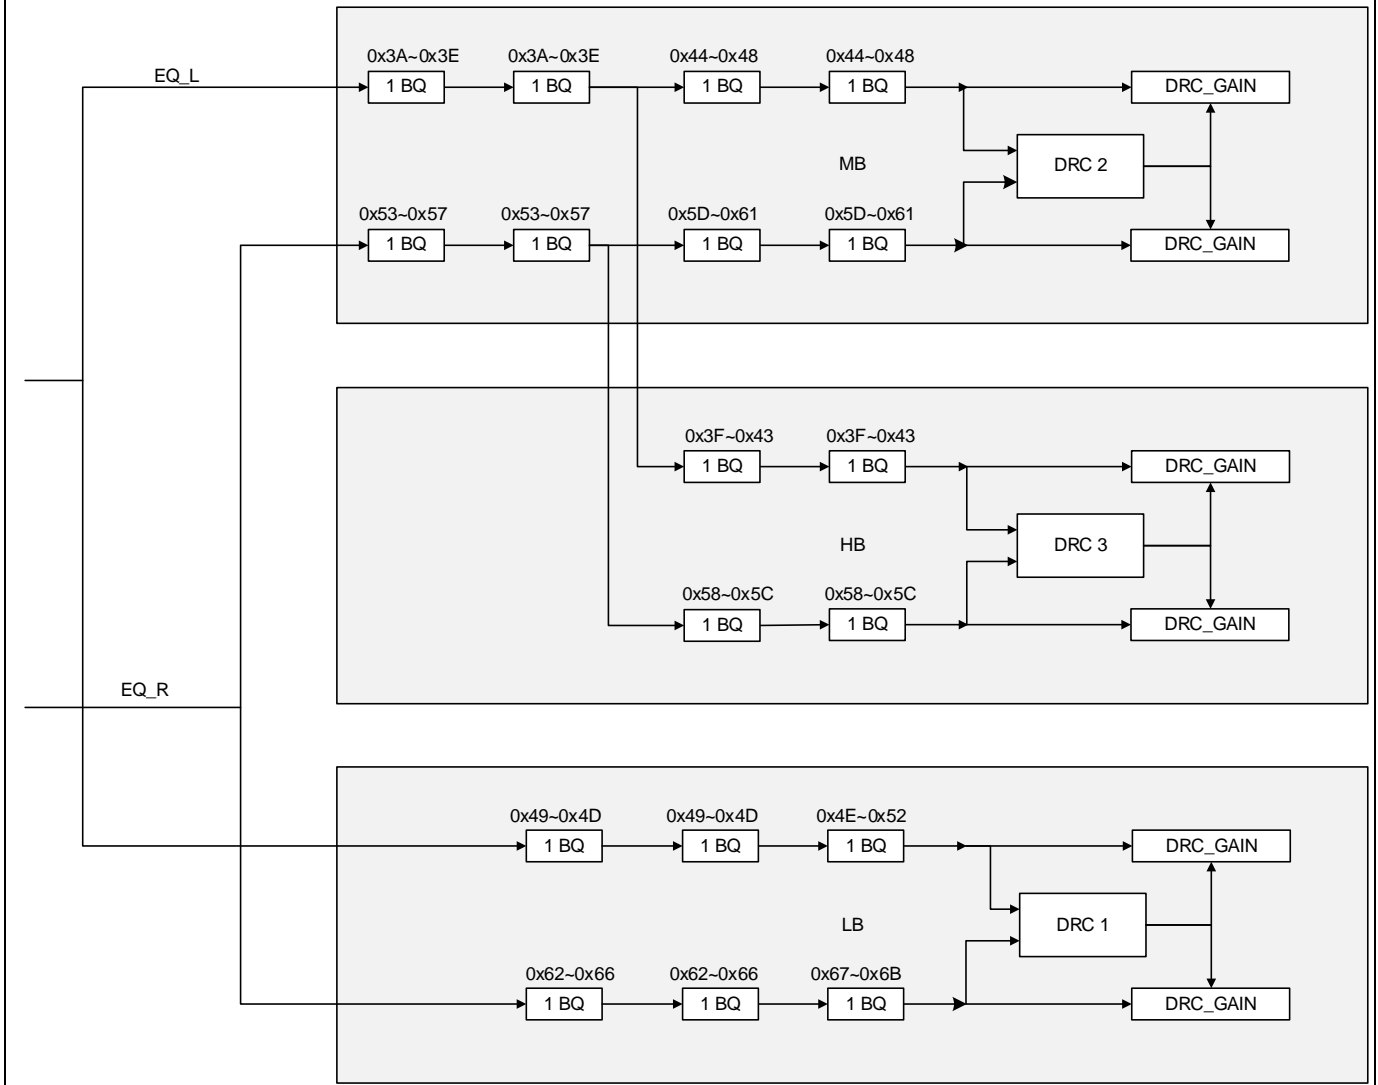 0x3A~0x3E 0x3A~0x3E 0x44~0x48 0x44~0x48
EQ_L 1 BQ 1 BQ 1 BQ 1 BQ DRC_GAIN
MB DRC 2
0x53~0x57 0x53~0x57 0x5D~0x61 0x5D~0x61
1 BQ 1 BQ 1 BQ 1 BQ DRC_GAIN
0x3F~0x43 0x3F~0x43
1 BQ 1 BQ DRC_GAIN
HB DRC 3
0x58~0x5C 0x58~0x5C
1 BQ 1 BQ DRC_GAIN
EQ_R
0x49~0x4D 0x49~0x4D 0x4E~0x52
1 BQ 1 BQ 1 BQ DRC_GAIN
LB DRC 1
0x62~0x66 0x62~0x66 0x67~0x6B
1 BQ 1 BQ 1 BQ DRC_GAIN